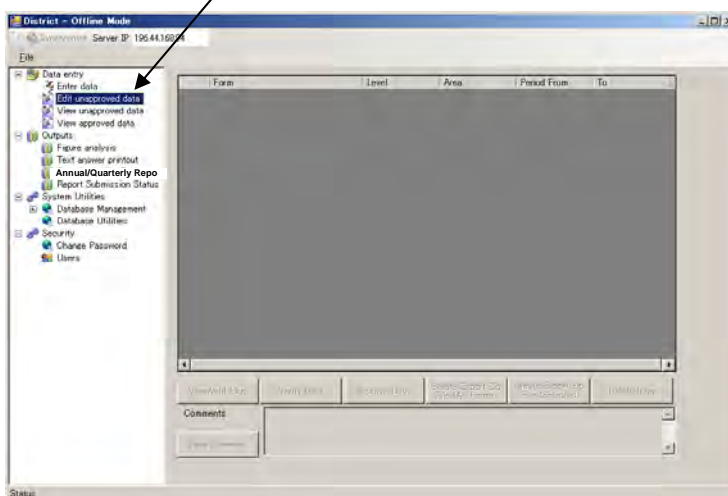 District - Offline Mode
Synchronize Server IP: 196.44.168.94
File
Data entry
Enter data
Edit unapproved data
View unapproved data
View approved data
Outputs
Figure analysis
Text answer printout
Annual/Quarterly Repo
Report Submission Status
System Utilities
Database Management
Database Utilities
Security
Change Password
Users
Form Level Area Period From To
Comments
Status